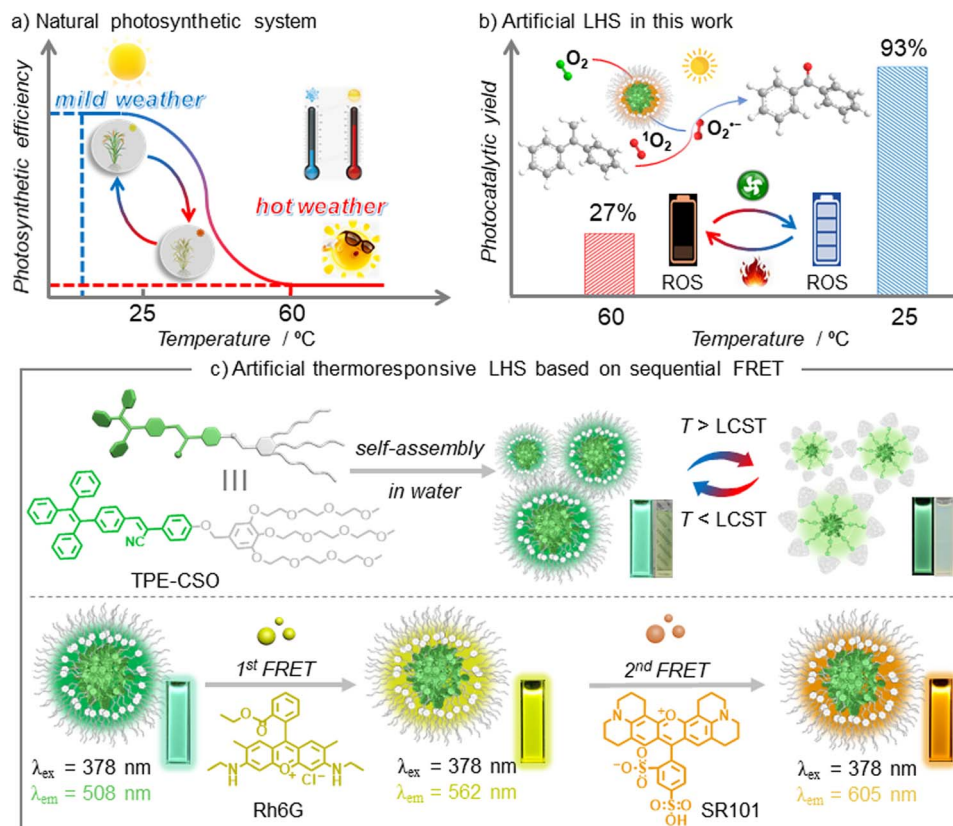 a) Natural photosynthetic system
Photosynthetic efficiency
mild weather
hot weather
25
60
Temperature / ºC
b) Artificial LHS in this work
Photocatalytic yield
O₂
¹O₂
O₂•−
O
27%
93%
ROS
ROS
60
25
Temperature / ºC
c) Artificial thermoresponsive LHS based on sequential FRET
self-assembly
in water
T > LCST
T < LCST
NC
O
O
O
O
O
O
O
O
O
O
O
O
O
TPE-CSO
1st FRET
2nd FRET
O
O
N
H
O⁺
Cl⁻
N
H
Rh6G
N
O⁺
N
O
⁻O
S
O
O=S=O
OH
SR101
λex = 378 nm
λem = 508 nm
λex = 378 nm
λem = 562 nm
λex = 378 nm
λem = 605 nm